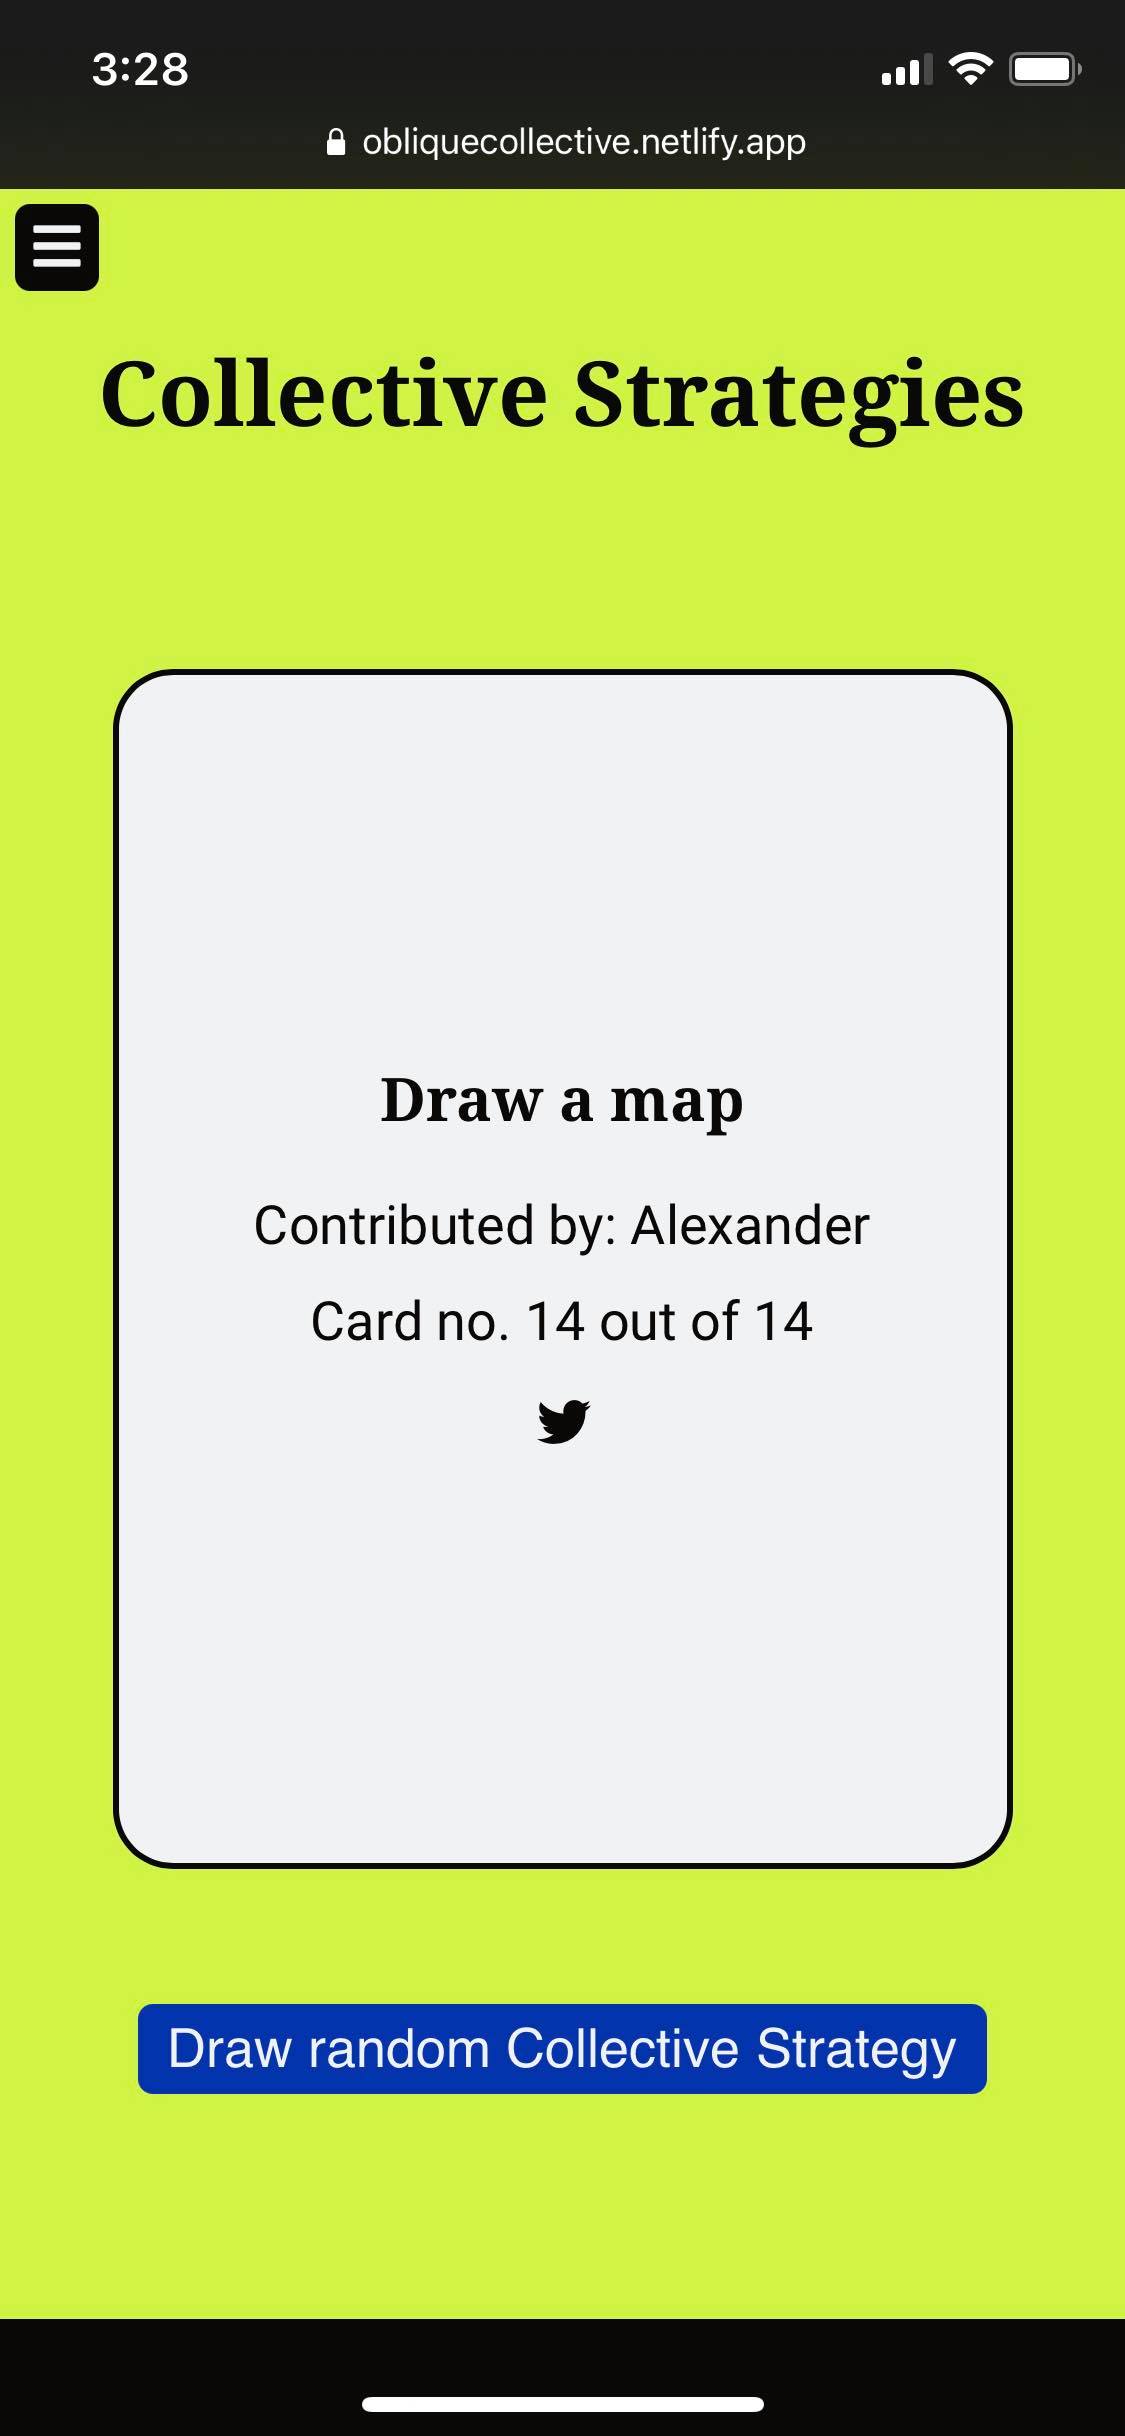 3:28
obliquecollective.netlify.app
Collective Strategies
Draw a map
Contributed by: Alexander
Card no. 14 out of 14
Draw random Collective Strategy